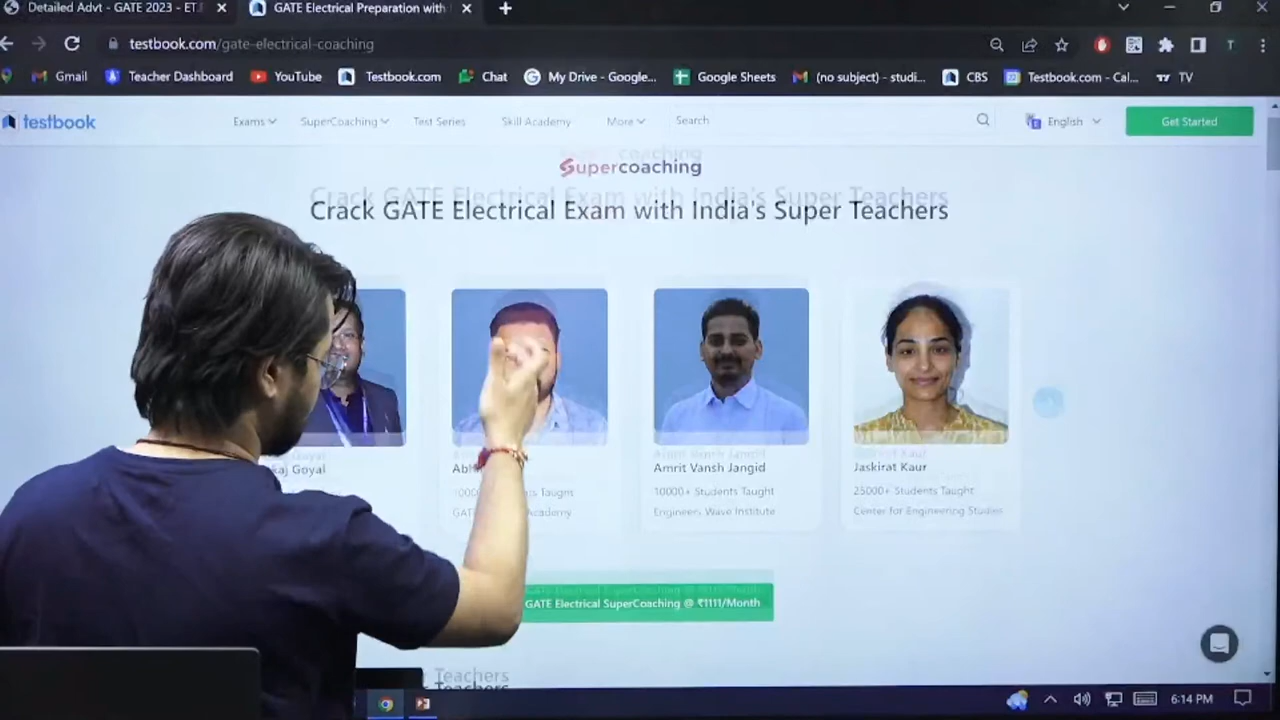 Detailed Advt - GATE 2023 - ET
GATE Electrical Preparation with
testbook.com/gate-electrical-coaching
Gmail Teacher Dashboard YouTube Testbook.com Chat My Drive - Google... Google Sheets (no subject) - studi... CBS Testbook.com - Cal... TV
testbook Exams SuperCoaching Test Series Skill Academy More Search English Get Started
Supercoaching
Crack GATE Electrical Exam with India's Super Teachers
Goyal
Amrit Vansh Jangid
10000+ Students Taught
Engineers Wave Institute
Jaskirat Kaur
25000+ Students Taught
Center for Engineering Studies
GATE Electrical SuperCoaching @ ₹1111/Month
Teachers
6:14 PM